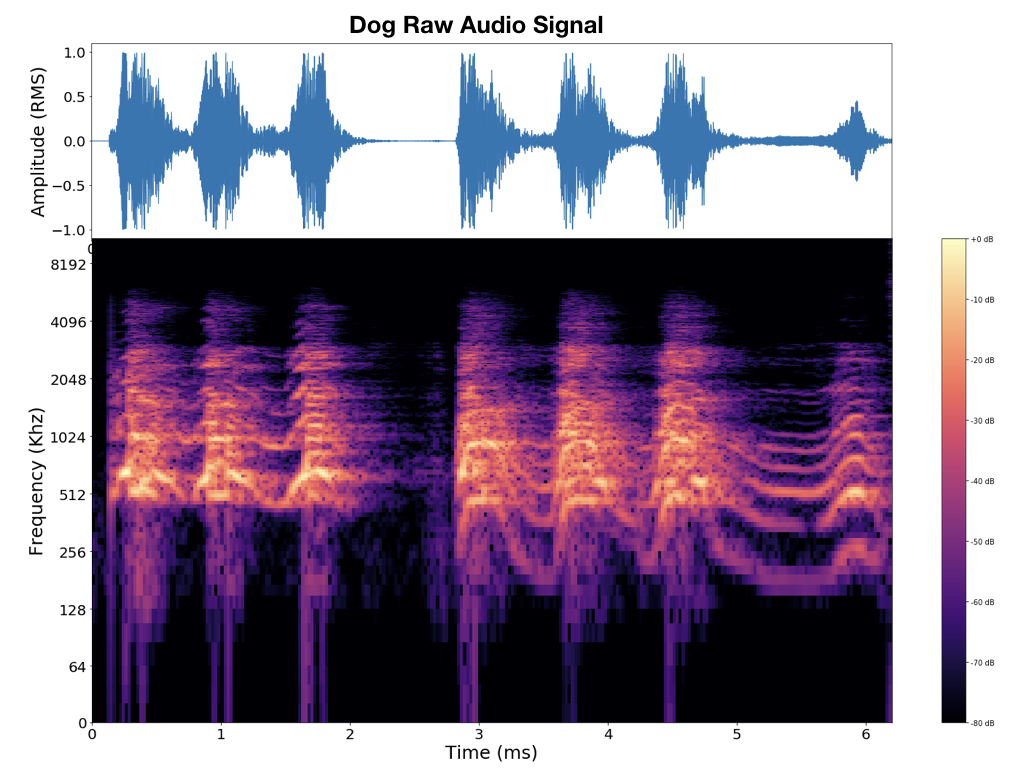 Dog Raw Audio Signal
Amplitude (RMS)
1.0
0.5
0.0
−0.5
−1.0
0
Frequency (Khz)
8192
4096
2048
1024
512
256
128
64
0
0 1 2 3 4 5 6
Time (ms)
+0 dB
-10 dB
-20 dB
-30 dB
-40 dB
-50 dB
-60 dB
-70 dB
-80 dB